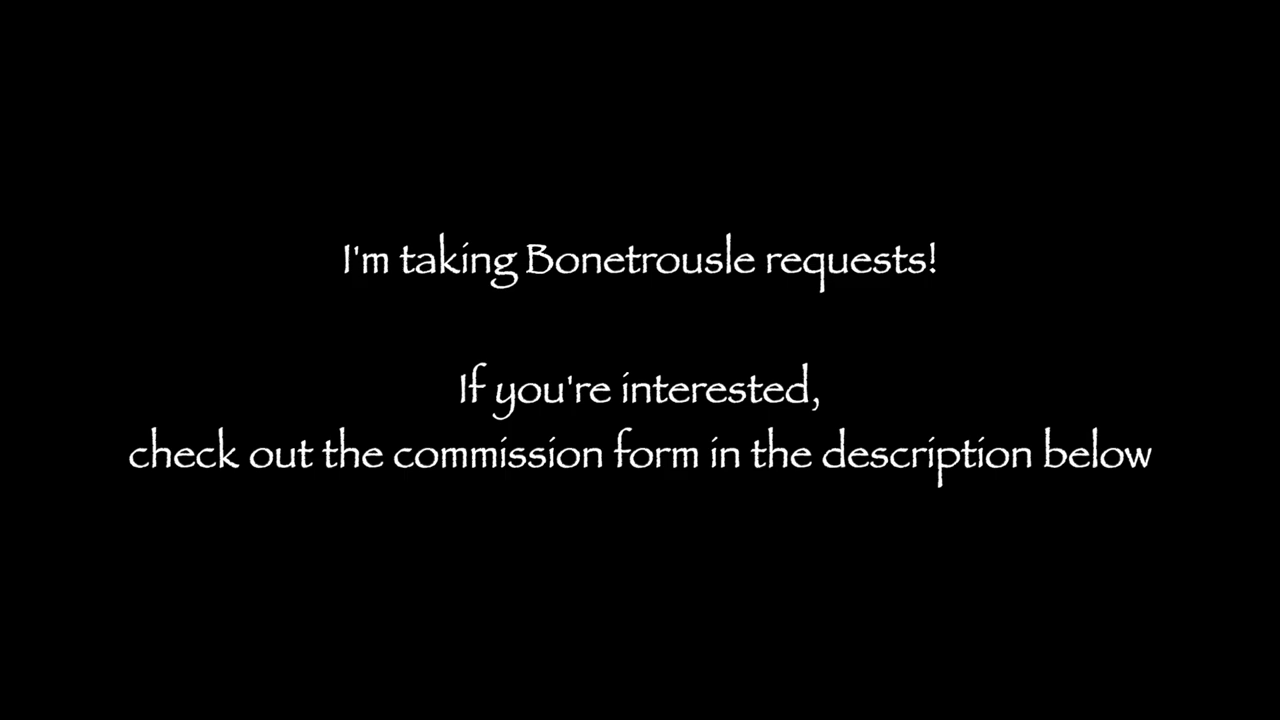 I'm taking Bonetrousle requests!
If you're interested,
check out the commission form in the description below